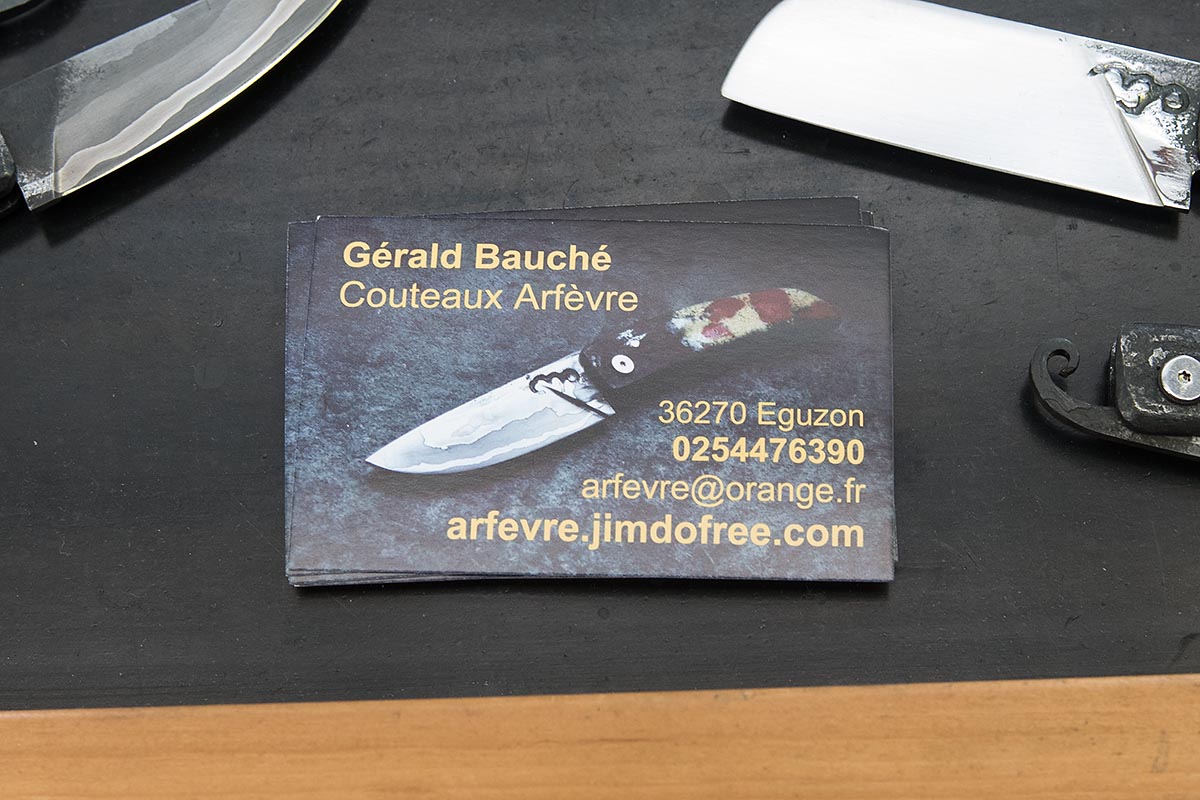 Gérald Bauché
Couteaux Arfèvre
36270 Eguzon
0254476390
arfevre@orange.fr
arfevre.jimdofree.com